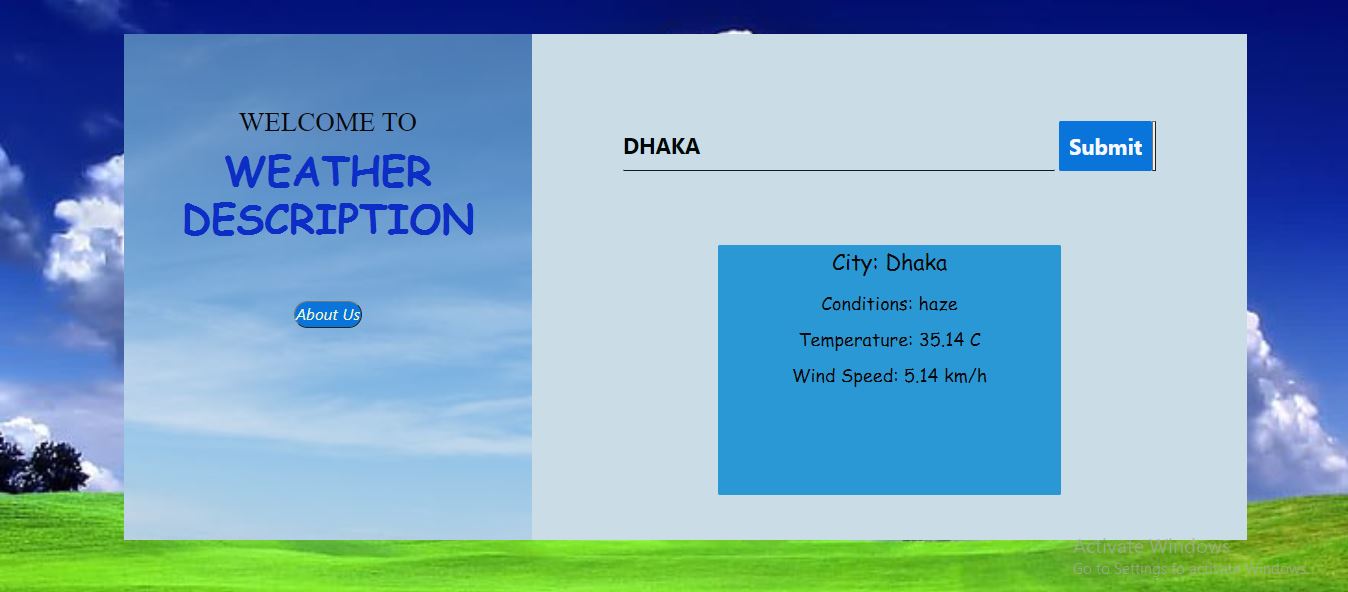 WELCOME TO
WEATHER
DESCRIPTION
About Us
DHAKA
Submit
City: Dhaka
Conditions: haze
Temperature: 35.14 C
Wind Speed: 5.14 km/h
Activate Windows
Go to Settings to activate Windows.